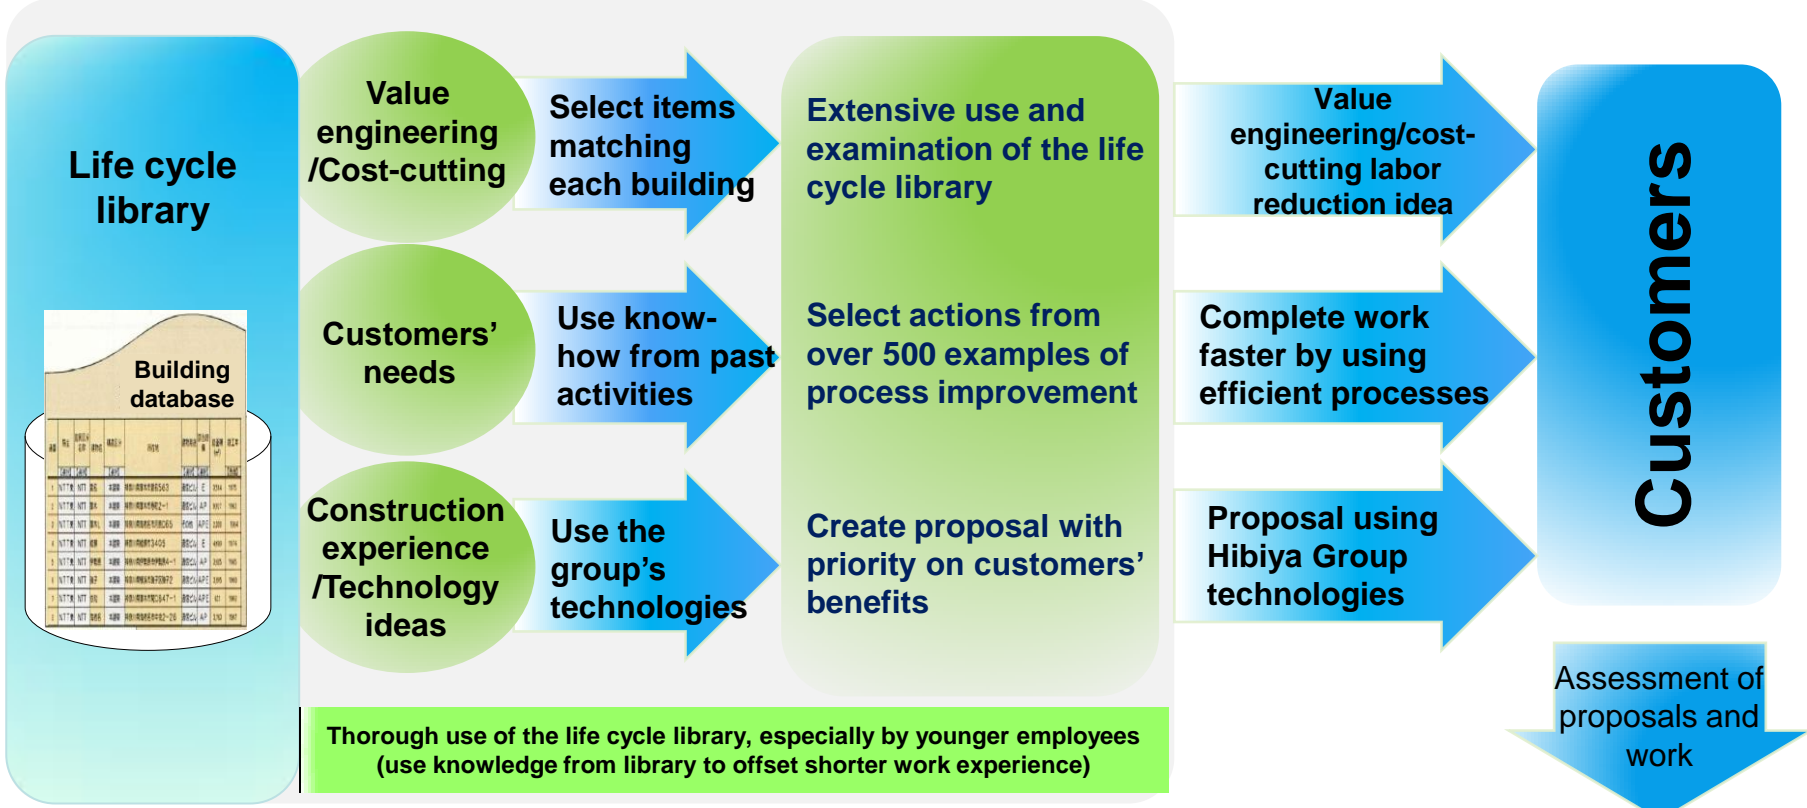 Life cycle
library
Building
database
Value
engineering
/Cost-cutting
Select items
matching
each building
Extensive use and
examination of the life
cycle library
Value
engineering/cost-
cutting labor
reduction idea
Customers’
needs
Use know-
how from past
activities
Select actions from
over 500 examples of
process improvement
Complete work
faster by using
efficient processes
Construction
experience
/Technology
ideas
Use the
group’s
technologies
Create proposal with
priority on customers’
benefits
Proposal using
Hibiya Group
technologies
Customers
Thorough use of the life cycle library, especially by younger employees
(use knowledge from library to offset shorter work experience)
Assessment of
proposals and
work